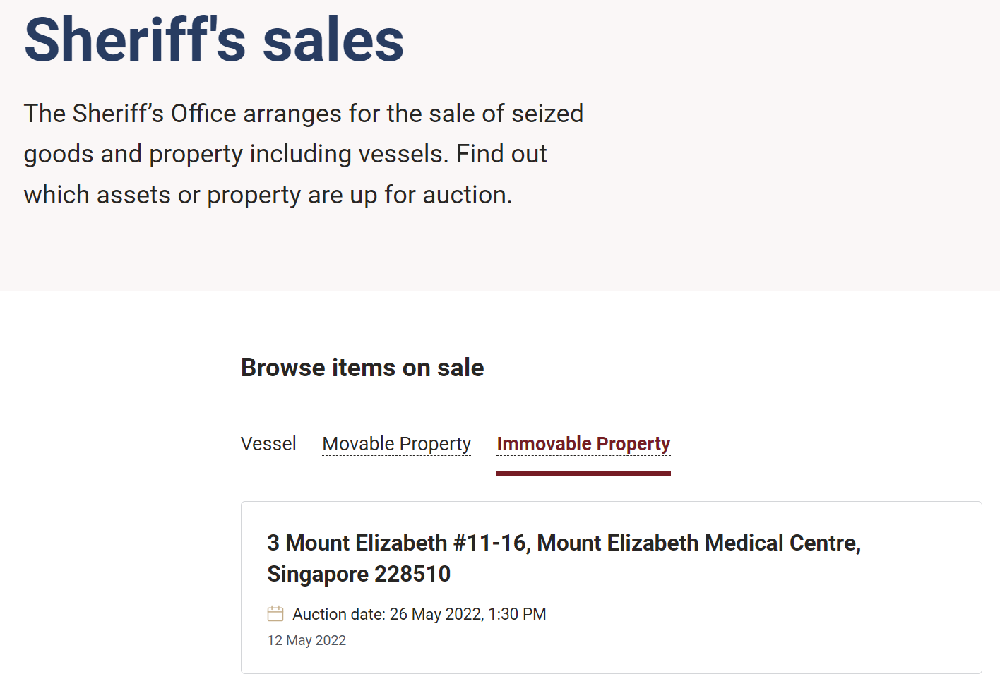 Sheriff's sales
The Sheriff’s Office arranges for the sale of seized
goods and property including vessels. Find out
which assets or property are up for auction.
Browse items on sale
Vessel Movable Property Immovable Property
3 Mount Elizabeth #11-16, Mount Elizabeth Medical Centre,
Singapore 228510
Auction date: 26 May 2022, 1:30 PM
12 May 2022